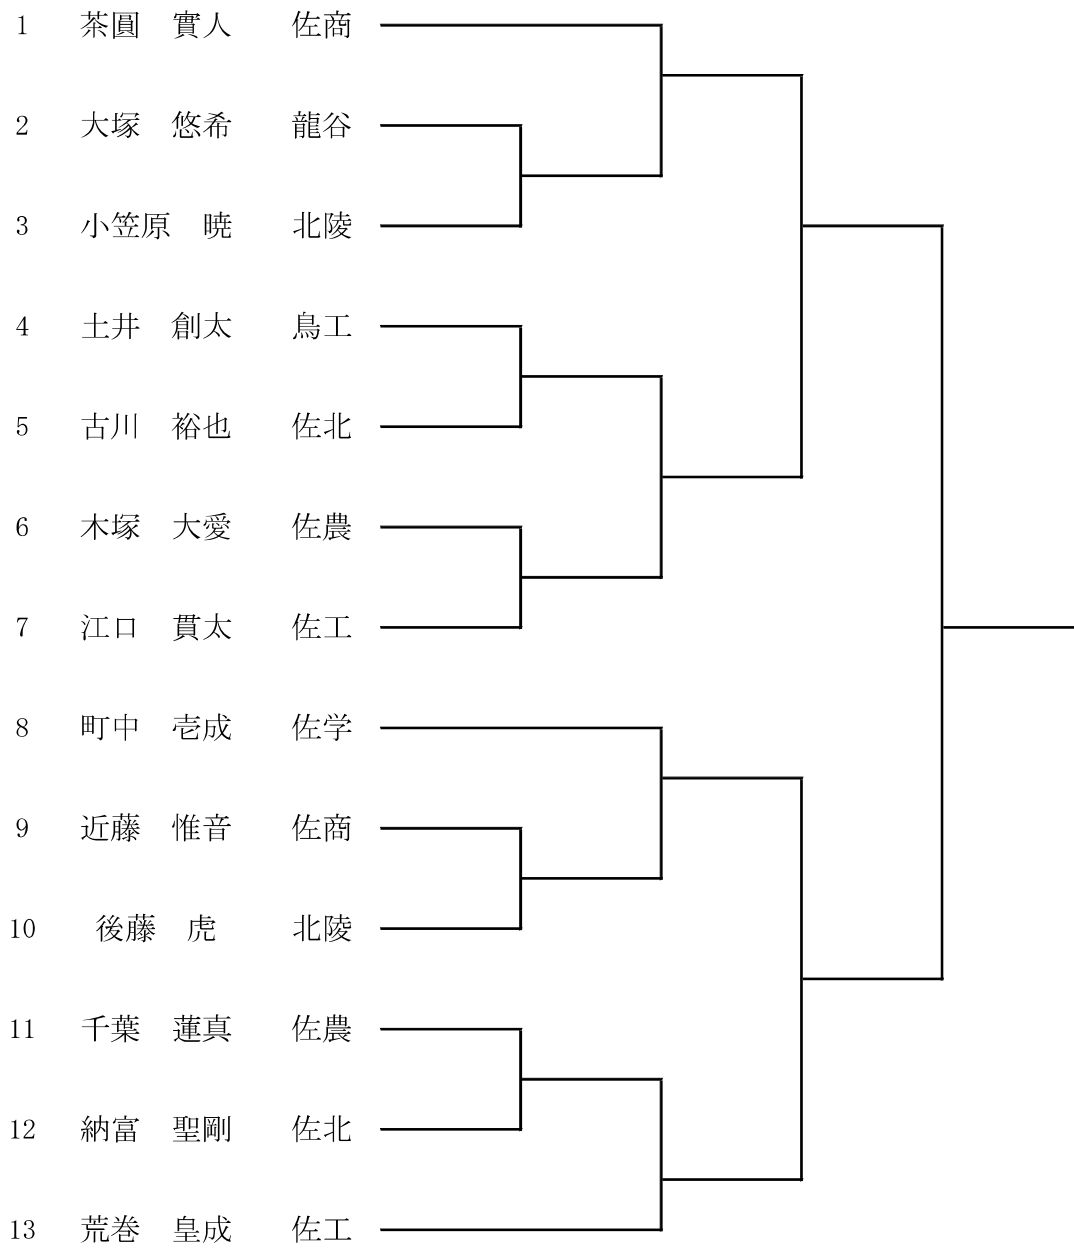 1 茶圓 實人 佐商
2 大塚 悠希 龍谷
3 小笠原 暁 北陵
4 土井 創太 鳥工
5 古川 裕也 佐北
6 木塚 大愛 佐農
7 江口 貫太 佐工
8 町中 壱成 佐学
9 近藤 惟音 佐商
10 後藤 虎 北陵
11 千葉 蓮真 佐農
12 納富 聖剛 佐北
13 荒巻 皇成 佐工